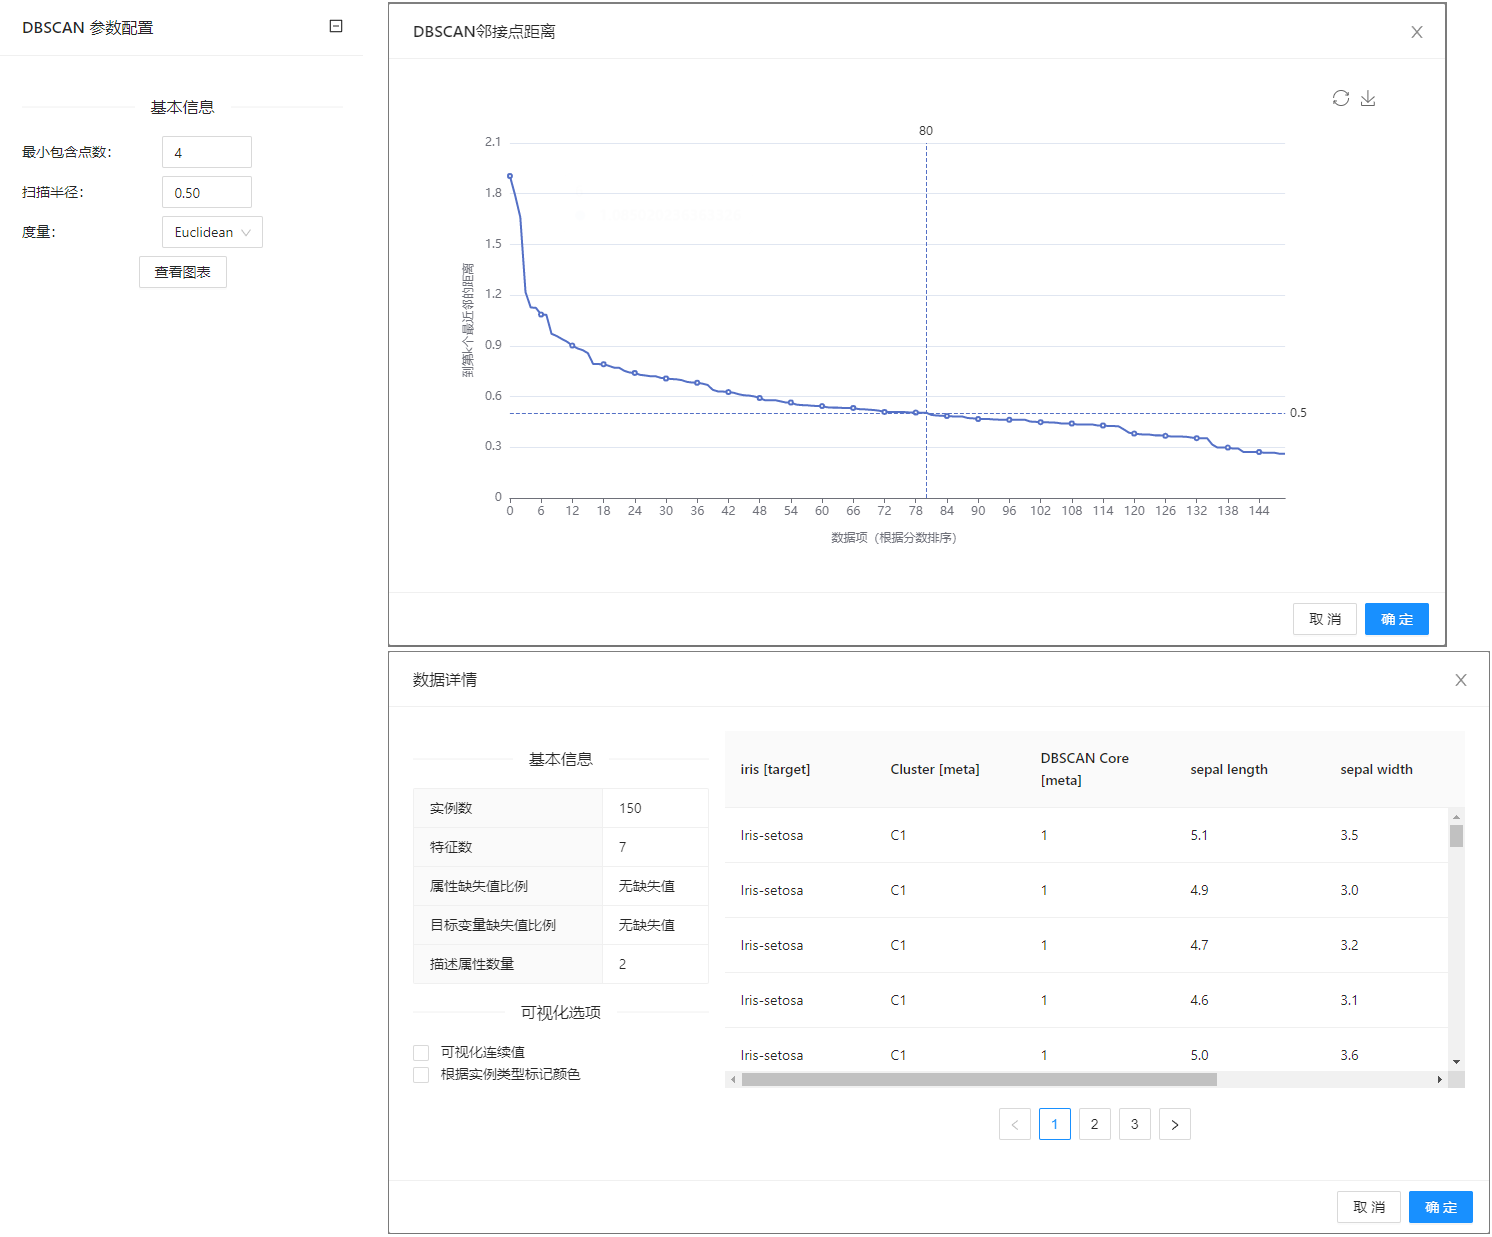 DBSCAN 参数配置
基本信息
最小包含点数: 4
扫描半径: 0.50
度量: Euclidean
查看图表
DBSCAN邻接点距离
80
2.1
1.8
1.5
1.2
0.9
0.6
0.3
0
到第k个最近邻的距离
0.5
0 6 12 18 24 30 36 42 48 54 60 66 72 78 84 90 96 102 108 114 120 126 132 138 144
数据项（根据分数排序）
取 消 确 定
数据详情
基本信息
实例数 150
特征数 7
属性缺失值比例 无缺失值
目标变量缺失值比例 无缺失值
描述属性数量 2
可视化选项
可视化连续值
根据实例类型标记颜色
iris [target] Cluster [meta] DBSCAN Core [meta] sepal length sepal width
Iris-setosa C1 1 5.1 3.5
Iris-setosa C1 1 4.9 3.0
Iris-setosa C1 1 4.7 3.2
Iris-setosa C1 1 4.6 3.1
Iris-setosa C1 1 5.0 3.6
< 1 2 3 >
取 消 确 定